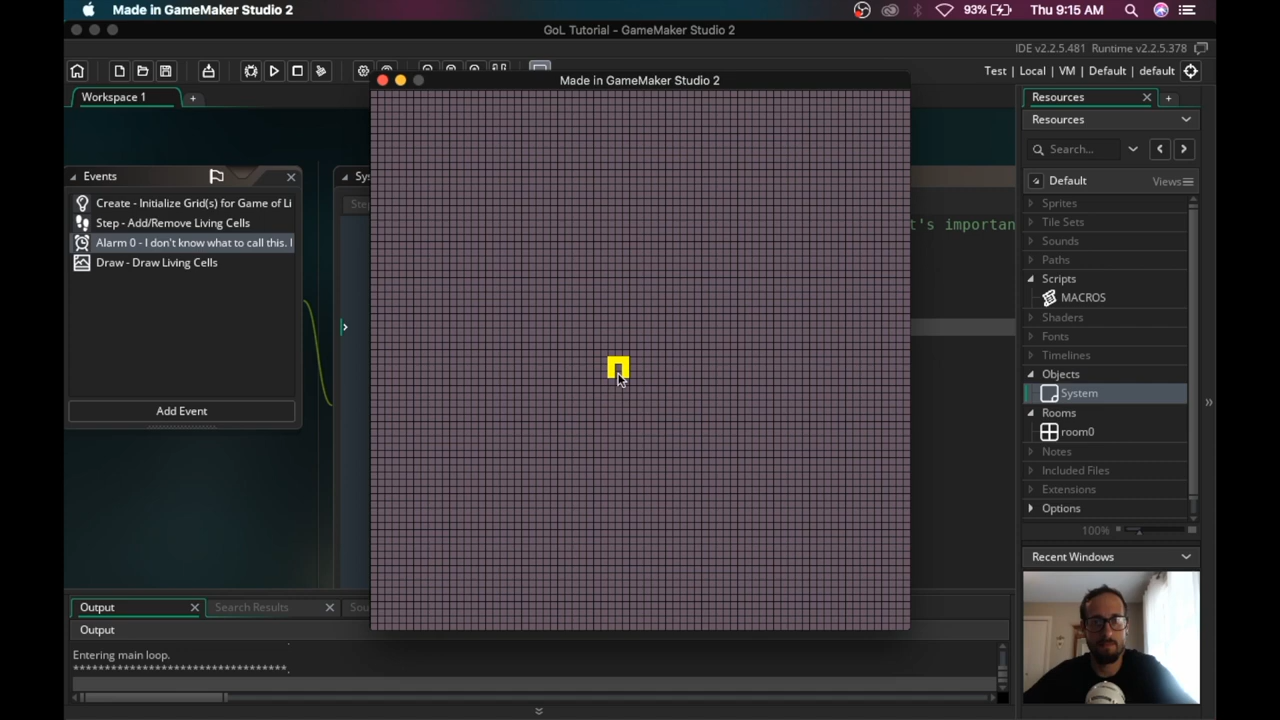 Made in GameMaker Studio 2
93%
Thu 9:15 AM
GoL Tutorial - GameMaker Studio 2
IDE v2.2.5.481 Runtime v2.2.5.378
Test | Local | VM | Default | default
Workspace 1
Made in GameMaker Studio 2
Resources
Resources
Search...
Default
Views
Sprites
Tile Sets
Sounds
Paths
Scripts
MACROS
Shaders
Fonts
Timelines
Objects
System
Rooms
room0
Notes
Included Files
Extensions
Options
100%
Recent Windows
Events
Create - Initialize Grid(s) for Game of Li
Step - Add/Remove Living Cells
Alarm 0 - I don't know what to call this. I
Draw - Draw Living Cells
Add Event
Sys
Ste
t's importan
Output
Search Results
Sou
Output
Entering main loop.
*********************************.